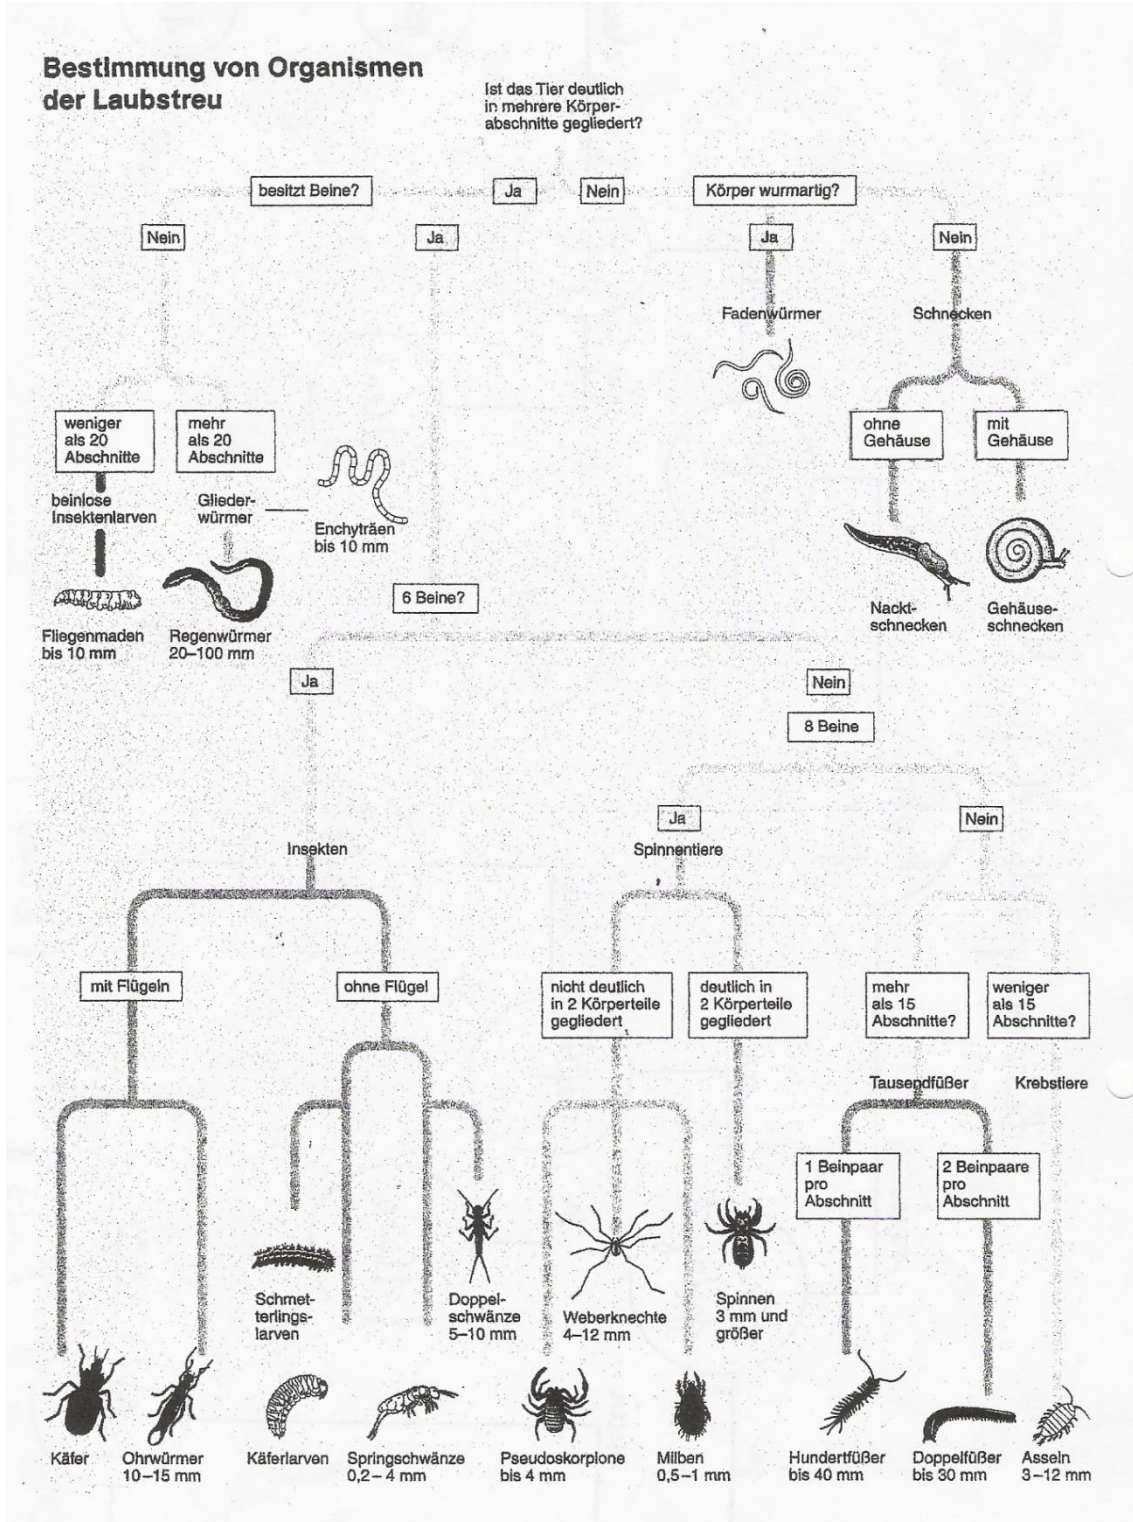 Bestimmung von Organismen
der Laubstreu
Ist das Tier deutlich
in mehrere Körper-
abschnitte gegliedert?
besitzt Beine?
Ja
Nein
Körper wurmartig?
Nein
Ja
Ja
Nein
Fadenwürmer
Schnecken
weniger
als 20
Abschnitte
mehr
als 20
Abschnitte
ohne
Gehäuse
mit
Gehäuse
beinlose
Insektenlarven
Glieder-
würmer
Enchyträen
bis 10 mm
6 Beine?
Fliegenmaden
bis 10 mm
Regenwürmer
20–100 mm
Nackt-
schnecken
Gehäuse-
schnecken
Ja
Nein
8 Beine
Ja
Nein
Insekten
Spinnentiere
mit Flügeln
ohne Flügel
nicht deutlich
in 2 Körperteile
gegliedert
deutlich in
2 Körperteile
gegliedert
mehr
als 15
Abschnitte?
weniger
als 15
Abschnitte?
Tausendfüßer
Krebstiere
1 Beinpaar
pro
Abschnitt
2 Beinpaare
pro
Abschnitt
Schmet-
terlings-
larven
Doppel-
schwänze
5–10 mm
Weberknechte
4–12 mm
Spinnen
3 mm und
größer
Käfer
Ohrwürmer
10–15 mm
Käferlarven
Springschwänze
0,2–4 mm
Pseudoskorpione
bis 4 mm
Milben
0,5–1 mm
Hundertfüßer
bis 40 mm
Doppelfüßer
bis 30 mm
Asseln
3–12 mm